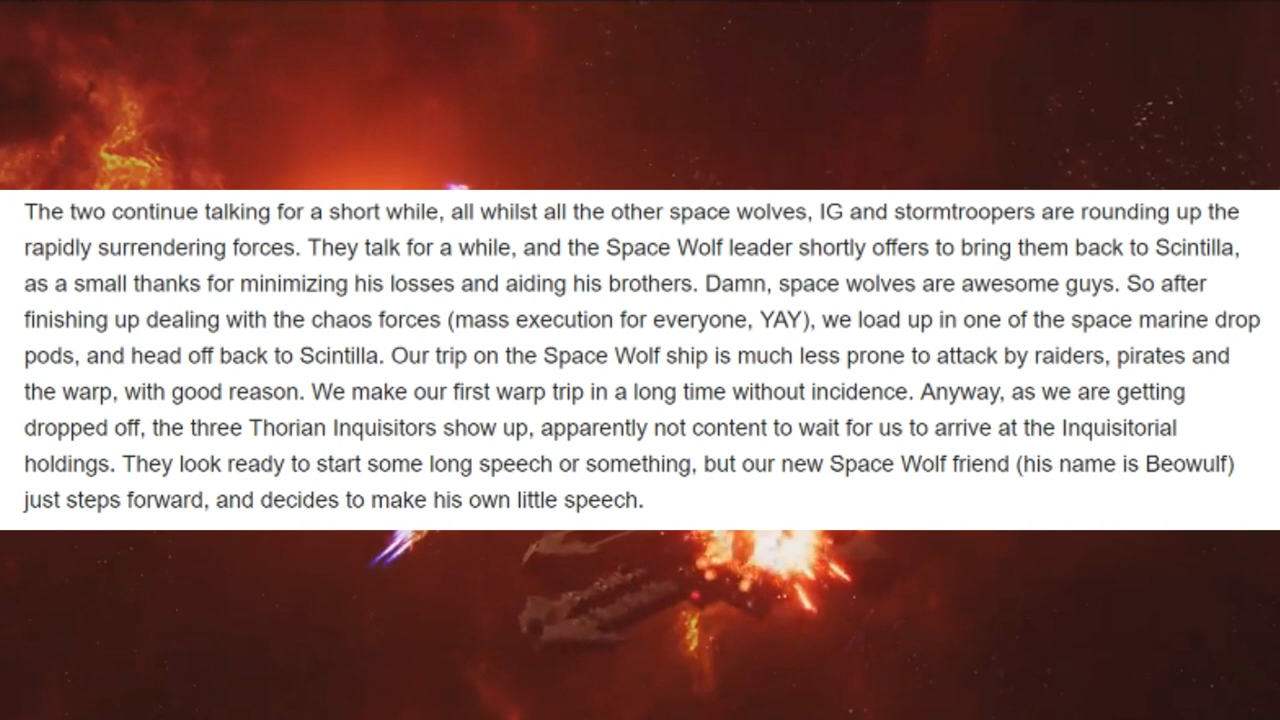 The two continue talking for a short while, all whilst all the other space wolves, IG and stormtroopers are rounding up the
rapidly surrendering forces. They talk for a while, and the Space Wolf leader shortly offers to bring them back to Scintilla,
as a small thanks for minimizing his losses and aiding his brothers. Damn, space wolves are awesome guys. So after
finishing up dealing with the chaos forces (mass execution for everyone, YAY), we load up in one of the space marine drop
pods, and head off back to Scintilla. Our trip on the Space Wolf ship is much less prone to attack by raiders, pirates and
the warp, with good reason. We make our first warp trip in a long time without incidence. Anyway, as we are getting
dropped off, the three Thorian Inquisitors show up, apparently not content to wait for us to arrive at the Inquisitorial
holdings. They look ready to start some long speech or something, but our new Space Wolf friend (his name is Beowulf)
just steps forward, and decides to make his own little speech.